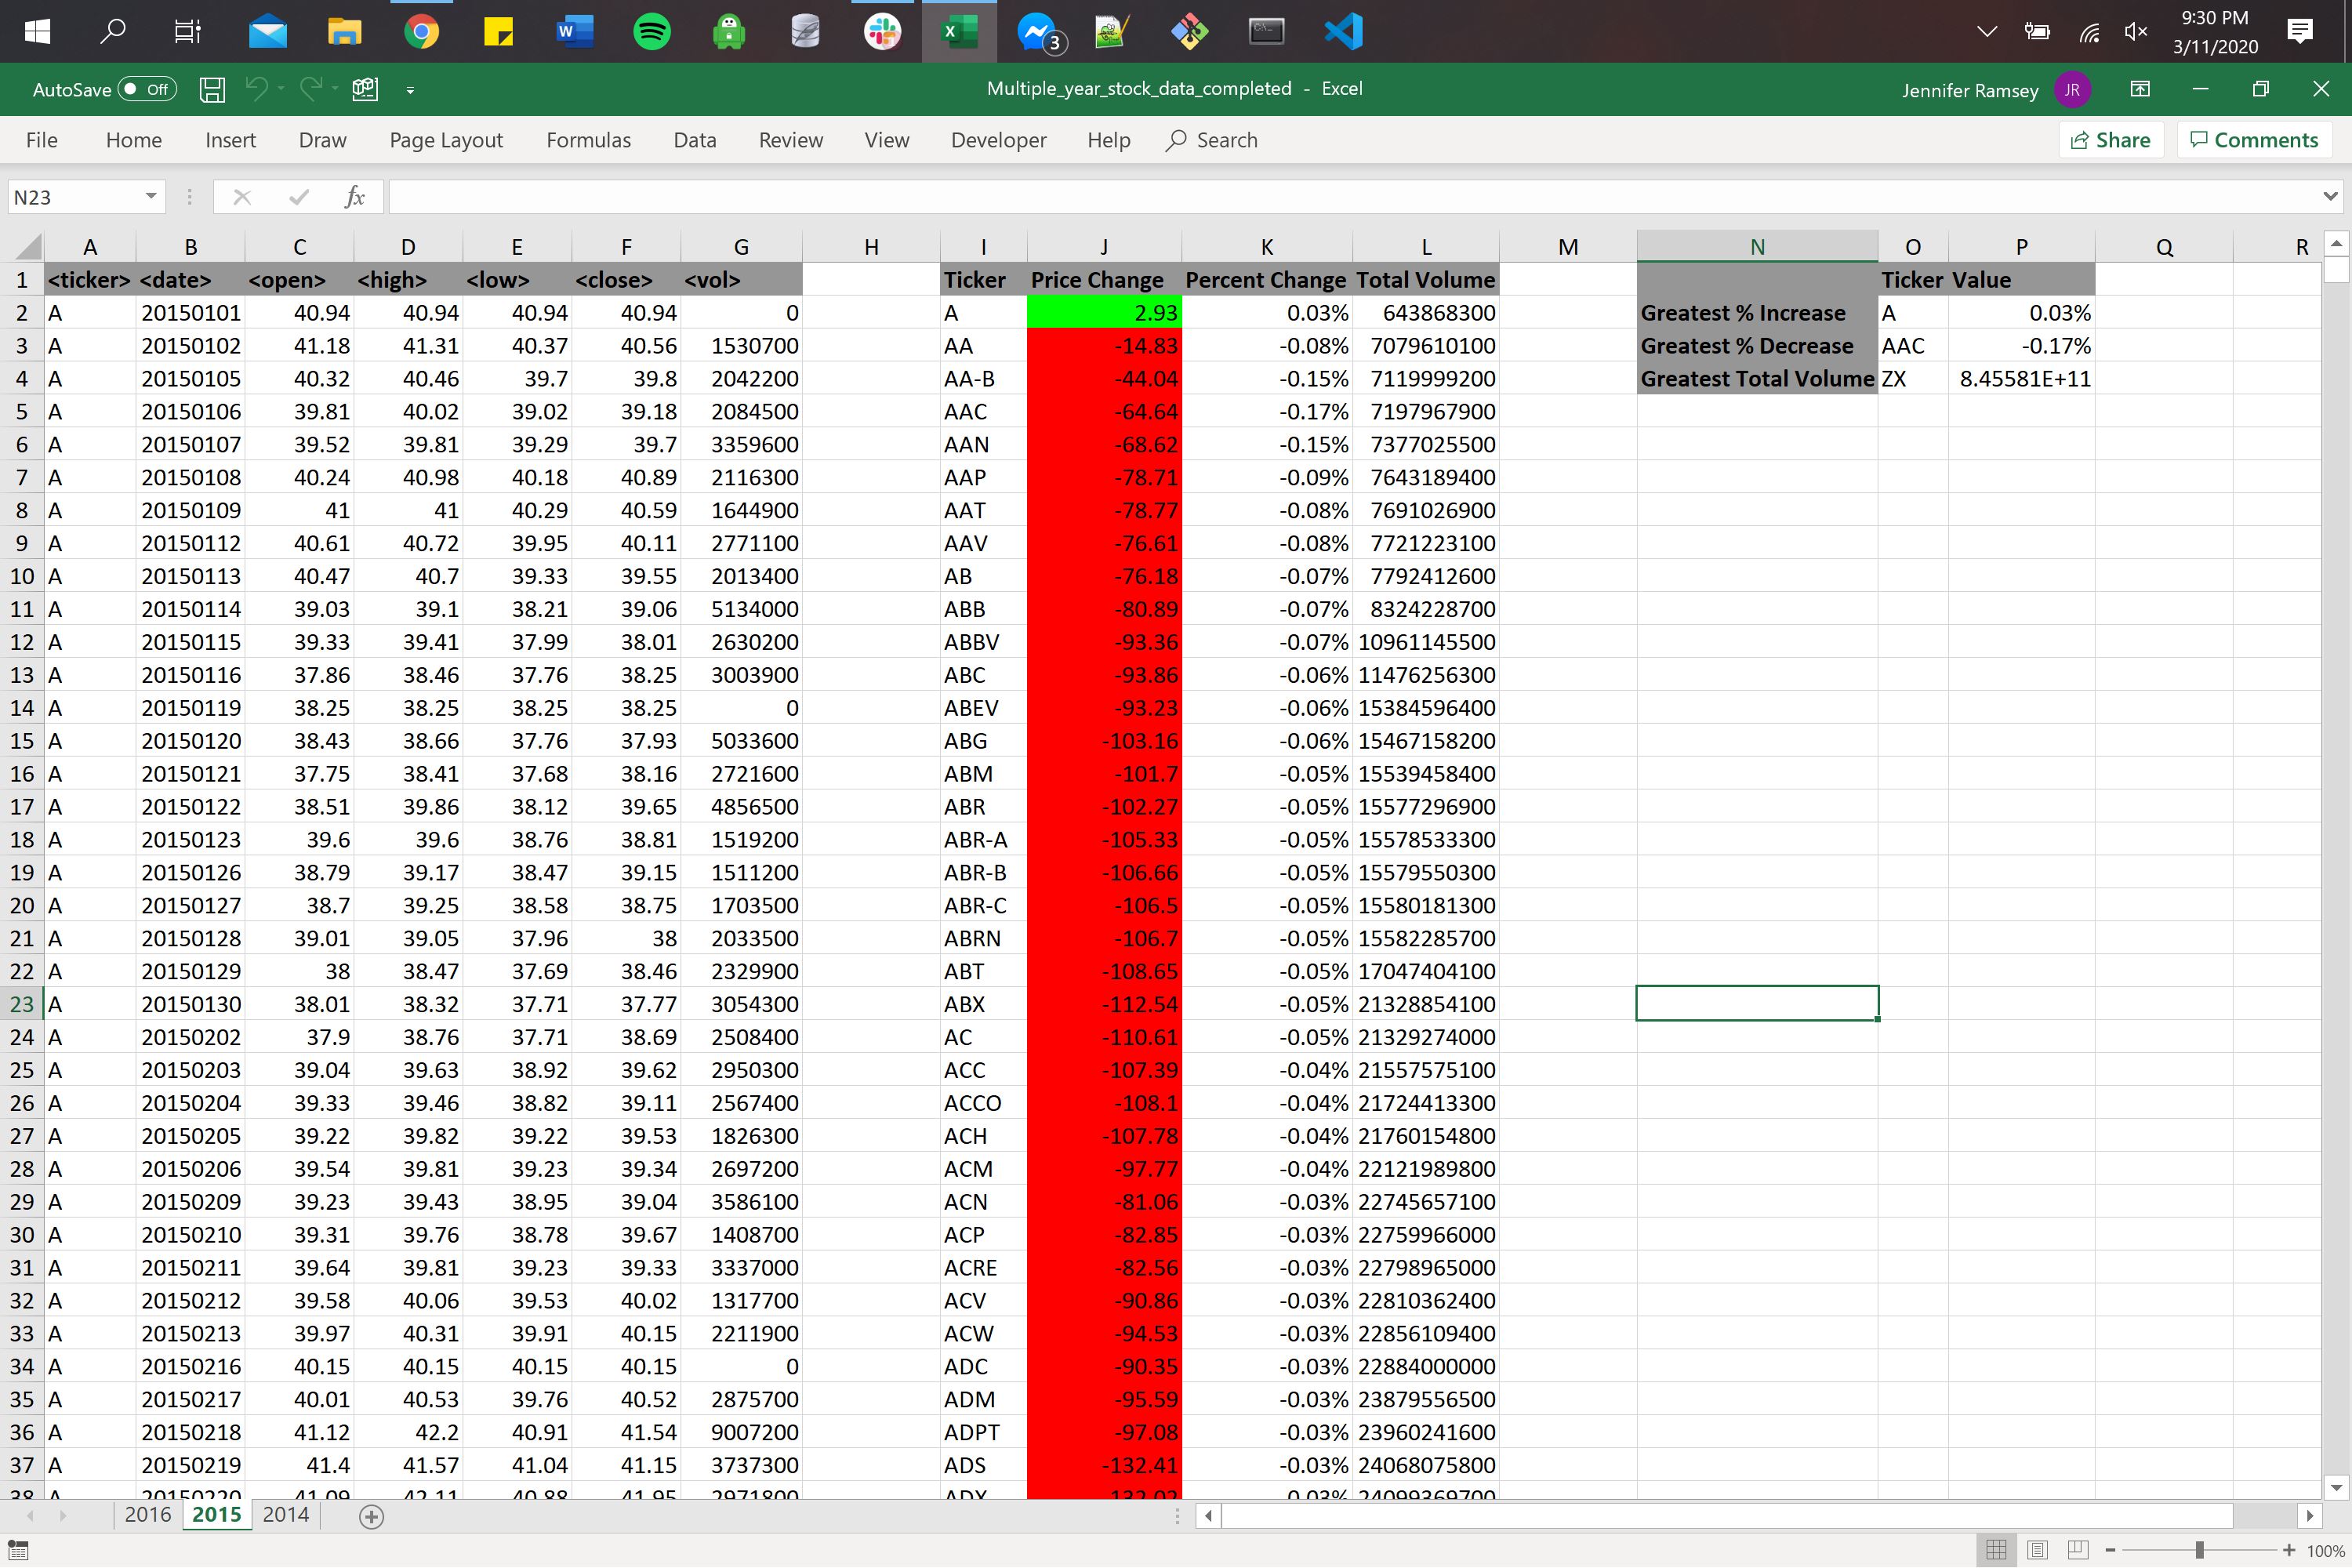 9:30 PM
3
3/11/2020
AutoSave Off Multiple_year_stock_data_completed - Excel Jennifer Ramsey JR
File Home Insert Draw Page Layout Formulas Data Review View Developer Help Search Share Comments
N23 fx
A B C D E F G H I J K L M N O P Q R
1 <ticker> <date> <open> <high> <low> <close> <vol> Ticker Price Change Percent Change Total Volume Ticker Value
2 A 20150101 40.94 40.94 40.94 40.94 0 A 2.93 0.03% 643868300 Greatest % Increase A 0.03%
3 A 20150102 41.18 41.31 40.37 40.56 1530700 AA -14.83 -0.08% 7079610100 Greatest % Decrease AAC -0.17%
4 A 20150105 40.32 40.46 39.7 39.8 2042200 AA-B -44.04 -0.15% 7119999200 Greatest Total Volume ZX 8.45581E+11
5 A 20150106 39.81 40.02 39.02 39.18 2084500 AAC -64.64 -0.17% 7197967900
6 A 20150107 39.52 39.81 39.29 39.7 3359600 AAN -68.62 -0.15% 7377025500
7 A 20150108 40.24 40.98 40.18 40.89 2116300 AAP -78.71 -0.09% 7643189400
8 A 20150109 41 41 40.29 40.59 1644900 AAT -78.77 -0.08% 7691026900
9 A 20150112 40.61 40.72 39.95 40.11 2771100 AAV -76.61 -0.08% 7721223100
10 A 20150113 40.47 40.7 39.33 39.55 2013400 AB -76.18 -0.07% 7792412600
11 A 20150114 39.03 39.1 38.21 39.06 5134000 ABB -80.89 -0.07% 8324228700
12 A 20150115 39.33 39.41 37.99 38.01 2630200 ABBV -93.36 -0.07% 10961145500
13 A 20150116 37.86 38.46 37.76 38.25 3003900 ABC -93.86 -0.06% 11476256300
14 A 20150119 38.25 38.25 38.25 38.25 0 ABEV -93.23 -0.06% 15384596400
15 A 20150120 38.43 38.66 37.76 37.93 5033600 ABG -103.16 -0.06% 15467158200
16 A 20150121 37.75 38.41 37.68 38.16 2721600 ABM -101.7 -0.05% 15539458400
17 A 20150122 38.51 39.86 38.12 39.65 4856500 ABR -102.27 -0.05% 15577296900
18 A 20150123 39.6 39.6 38.76 38.81 1519200 ABR-A -105.33 -0.05% 15578533300
19 A 20150126 38.79 39.17 38.47 39.15 1511200 ABR-B -106.66 -0.05% 15579550300
20 A 20150127 38.7 39.25 38.58 38.75 1703500 ABR-C -106.5 -0.05% 15580181300
21 A 20150128 39.01 39.05 37.96 38 2033500 ABRN -106.7 -0.05% 15582285700
22 A 20150129 38 38.47 37.69 38.46 2329900 ABT -108.65 -0.05% 17047404100
23 A 20150130 38.01 38.32 37.71 37.77 3054300 ABX -112.54 -0.05% 21328854100
24 A 20150202 37.9 38.76 37.71 38.69 2508400 AC -110.61 -0.05% 21329274000
25 A 20150203 39.04 39.63 38.92 39.62 2950300 ACC -107.39 -0.04% 21557575100
26 A 20150204 39.33 39.46 38.82 39.11 2567400 ACCO -108.1 -0.04% 21724413300
27 A 20150205 39.22 39.82 39.22 39.53 1826300 ACH -107.78 -0.04% 21760154800
28 A 20150206 39.54 39.81 39.23 39.34 2697200 ACM -97.77 -0.04% 22121989800
29 A 20150209 39.23 39.43 38.95 39.04 3586100 ACN -81.06 -0.03% 22745657100
30 A 20150210 39.31 39.76 38.78 39.67 1408700 ACP -82.85 -0.03% 22759966000
31 A 20150211 39.64 39.81 39.23 39.33 3337000 ACRE -82.56 -0.03% 22798965000
32 A 20150212 39.58 40.06 39.53 40.02 1317700 ACV -90.86 -0.03% 22810362400
33 A 20150213 39.97 40.31 39.91 40.15 2211900 ACW -94.53 -0.03% 22856109400
34 A 20150216 40.15 40.15 40.15 40.15 0 ADC -90.35 -0.03% 22884000000
35 A 20150217 40.01 40.53 39.76 40.52 2875700 ADM -95.59 -0.03% 23879556500
36 A 20150218 41.12 42.2 40.91 41.54 9007200 ADPT -97.08 -0.03% 23960241600
37 A 20150219 41.4 41.57 41.04 41.15 3737300 ADS -132.41 -0.03% 24068075800
38 A 20150220 41.09 42.11 40.88 41.95 2971800 ADX -132.02 -0.03% 24099369700
2016 2015 2014
100%